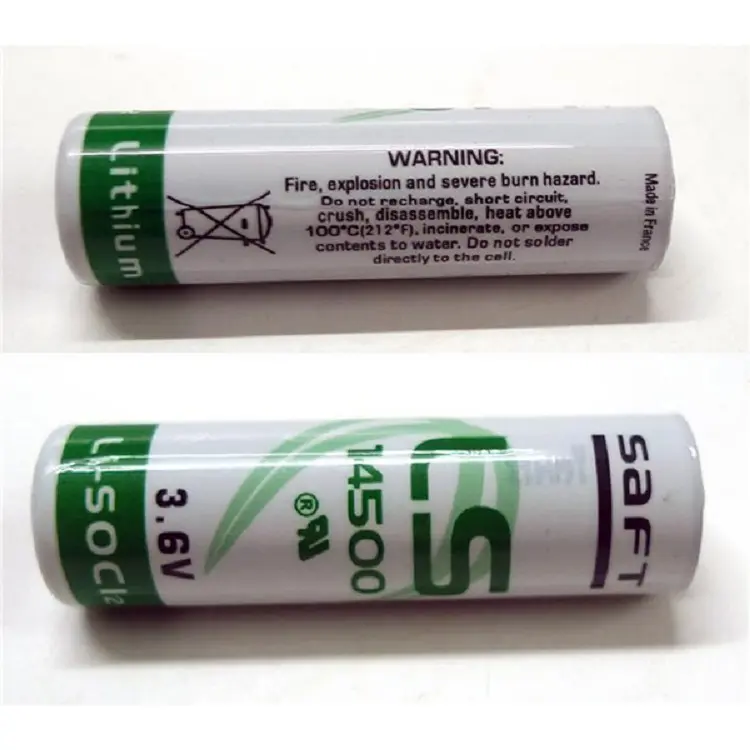 Lithium
WARNING:
Fire, explosion and severe burn hazard.
Do not recharge, short circuit,
crush, disassemble, heat above
100°C(212°F), incinerate, or expose
contents to water. Do not solder
directly to the cell.
Made in France
Li-SOCl2
3.6V
LS
14500
®
saft